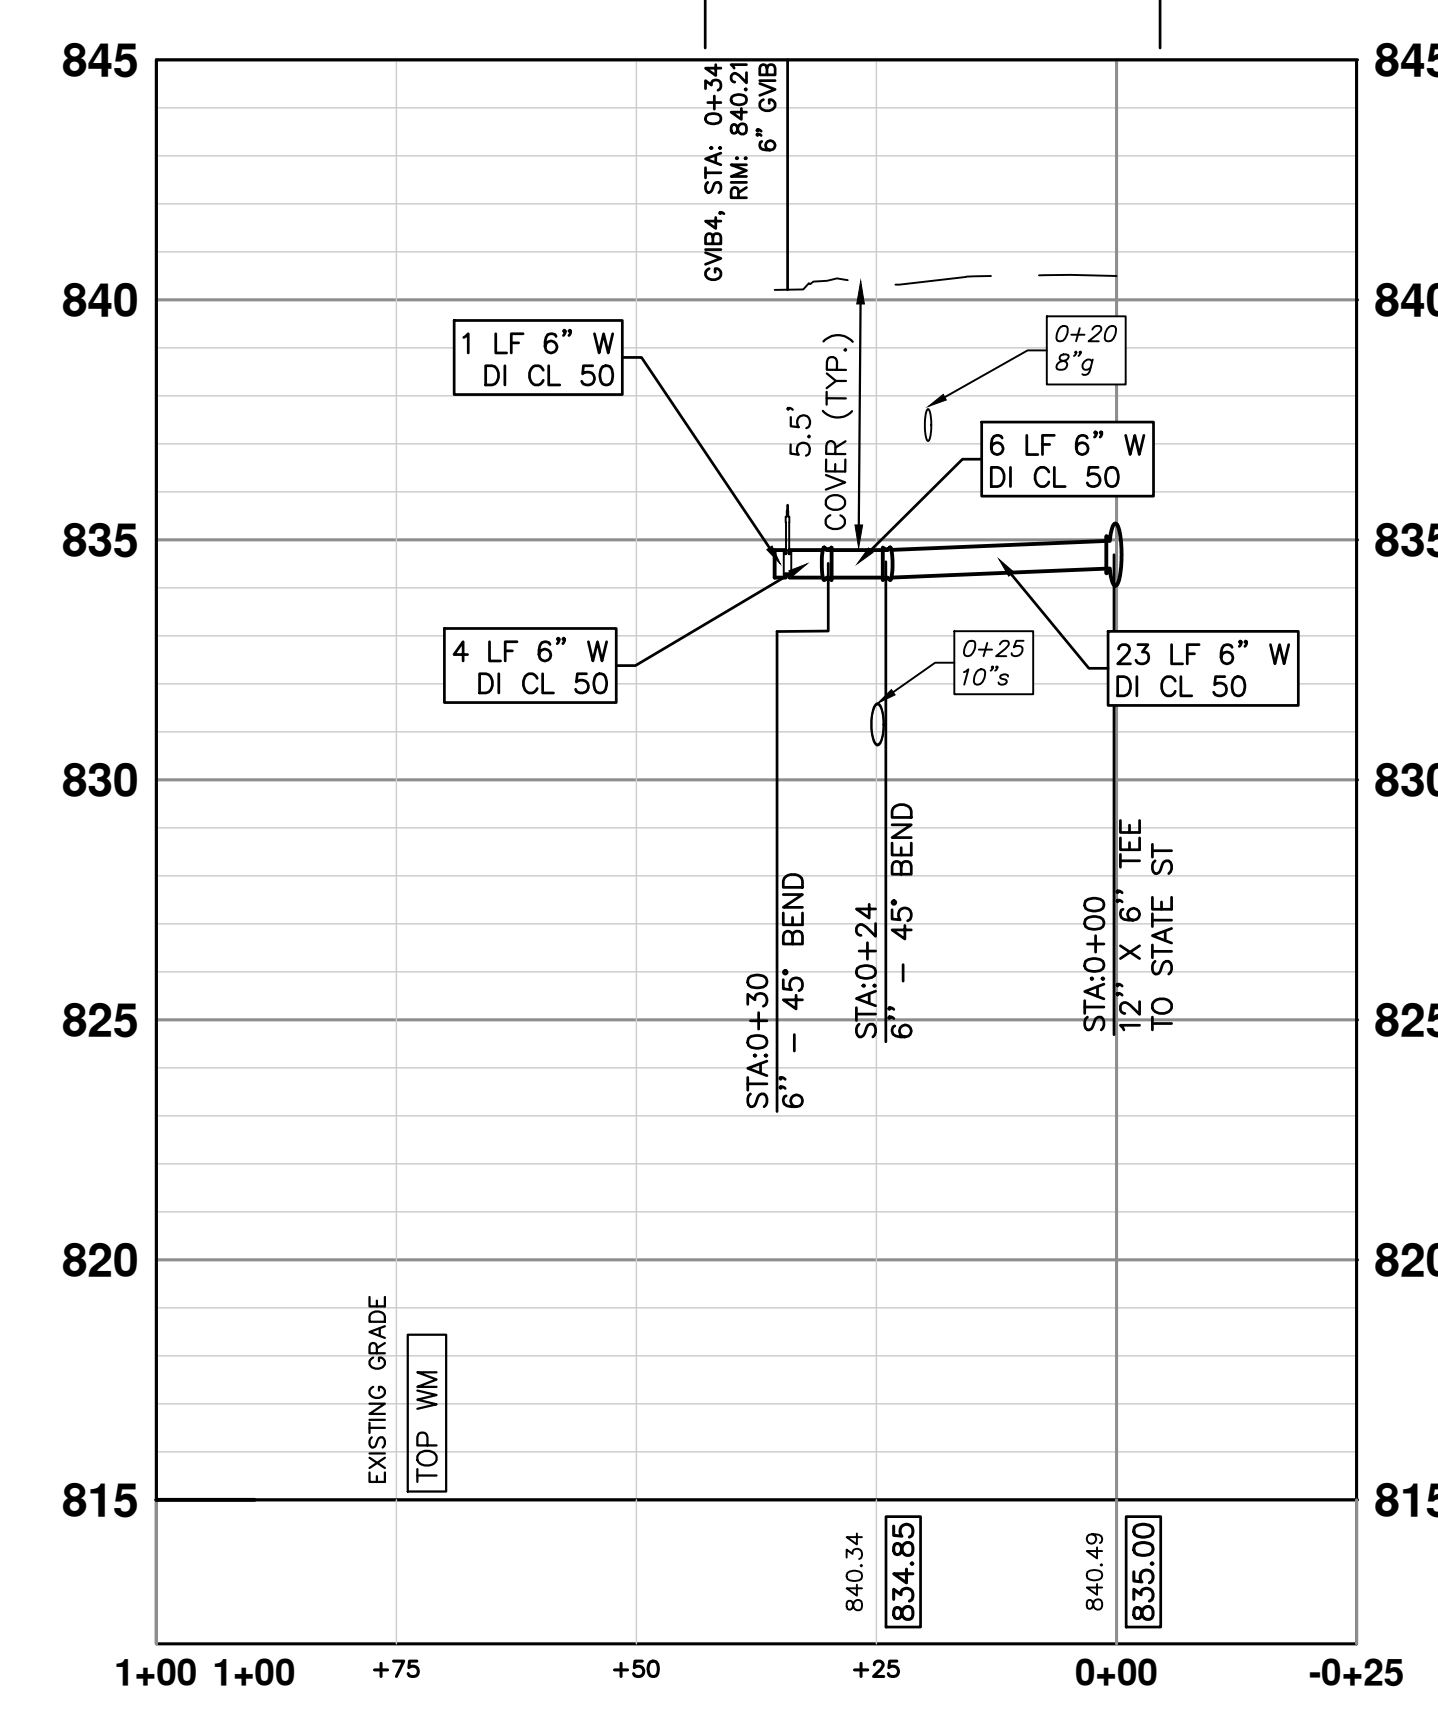 845
845
GVIB4, STA: 0+34
RIM: 840.21
6" GVIB
840
840
1 LF 6" W
DI CL 50
5.5'
COVER (TYP.)
0+20
8"g
6 LF 6" W
DI CL 50
835
835
4 LF 6" W
DI CL 50
0+25
10"s
23 LF 6" W
DI CL 50
830
830
STA:0+30
6'' – 45° BEND
STA:0+24
6'' – 45° BEND
STA:0+00
12'' X 6'' TEE
TO STATE ST
825
825
820
820
EXISTING GRADE
TOP WM
815
815
840.34
834.85
840.49
835.00
1+00 1+00 +75 +50 +25 0+00 -0+25